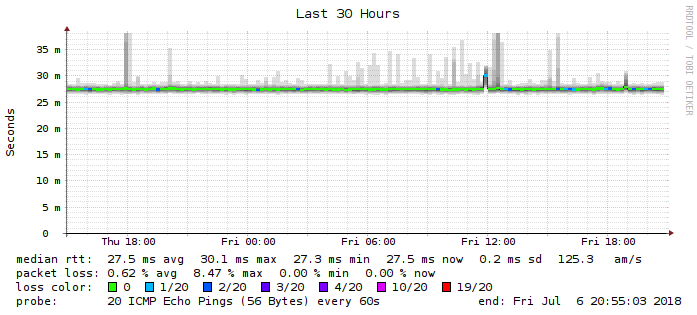 Last 30 Hours
RRDTOOL / TOBI OETIKER
Seconds
35 m
30 m
25 m
20 m
15 m
10 m
5 m
0
Thu 18:00 Fri 00:00 Fri 06:00 Fri 12:00 Fri 18:00
median rtt: 27.5 ms avg 30.1 ms max 27.3 ms min 27.5 ms now 0.2 ms sd 125.3 am/s
packet loss: 0.62 % avg 8.47 % max 0.00 % min 0.00 % now
loss color: 0 1/20 2/20 3/20 4/20 10/20 19/20
probe: 20 ICMP Echo Pings (56 Bytes) every 60s end: Fri Jul 6 20:55:03 2018